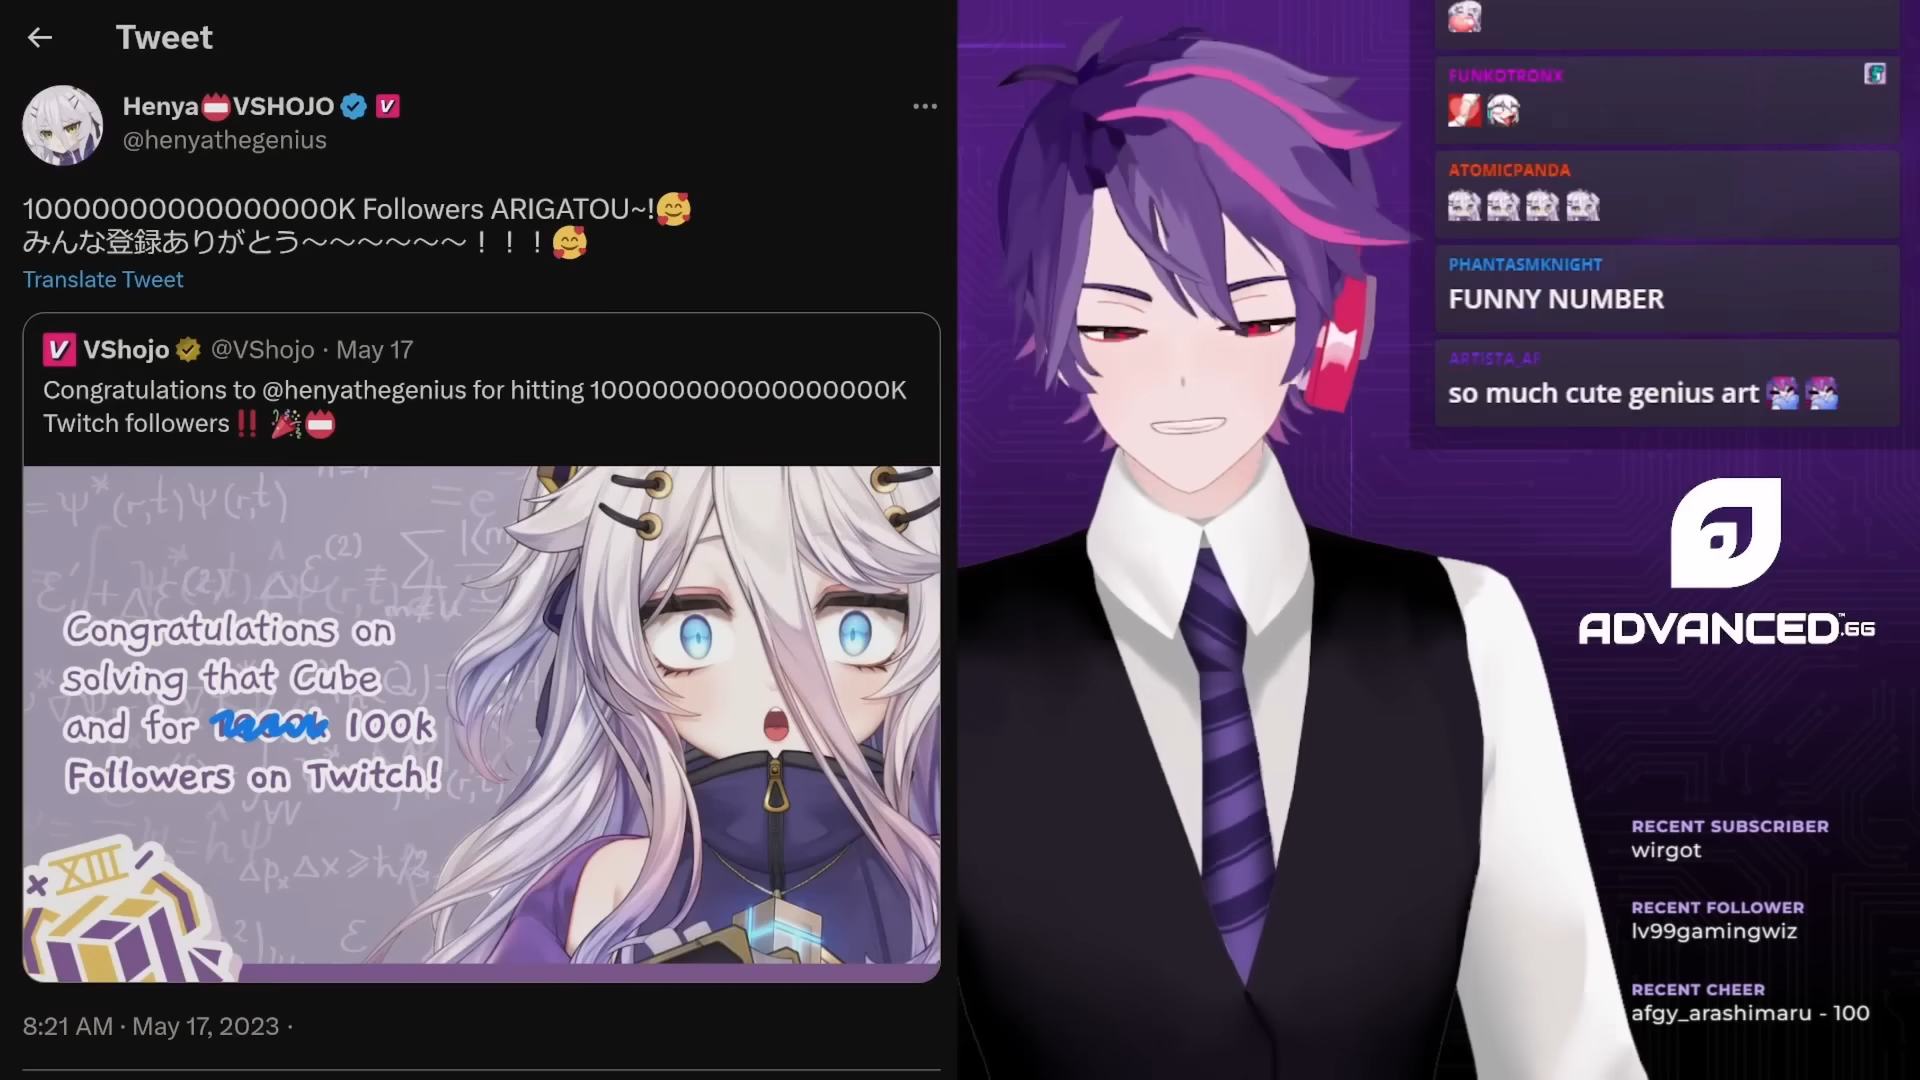 Tweet
Henya📛VSHOJO
@henyathegenius
10000000000000000K Followers ARIGATOU~!🥰
みんな登録ありがとう～～～～～～！！！🥰
Translate Tweet
VShojo @VShojo · May 17
Congratulations to @henyathegenius for hitting 100000000000000000K
Twitch followers‼️ 🎉📛
Congratulations on
solving that Cube
and for 100k
Followers on Twitch!
XIII
8:21 AM · May 17, 2023 ·
FUNKOTRONX
ATOMICPANDA
PHANTASMKNIGHT
FUNNY NUMBER
ARTISTA_AF
so much cute genius art
ADVANCED™.GG
RECENT SUBSCRIBER
wirgot
RECENT FOLLOWER
lv99gamingwiz
RECENT CHEER
afgy_arashimaru - 100